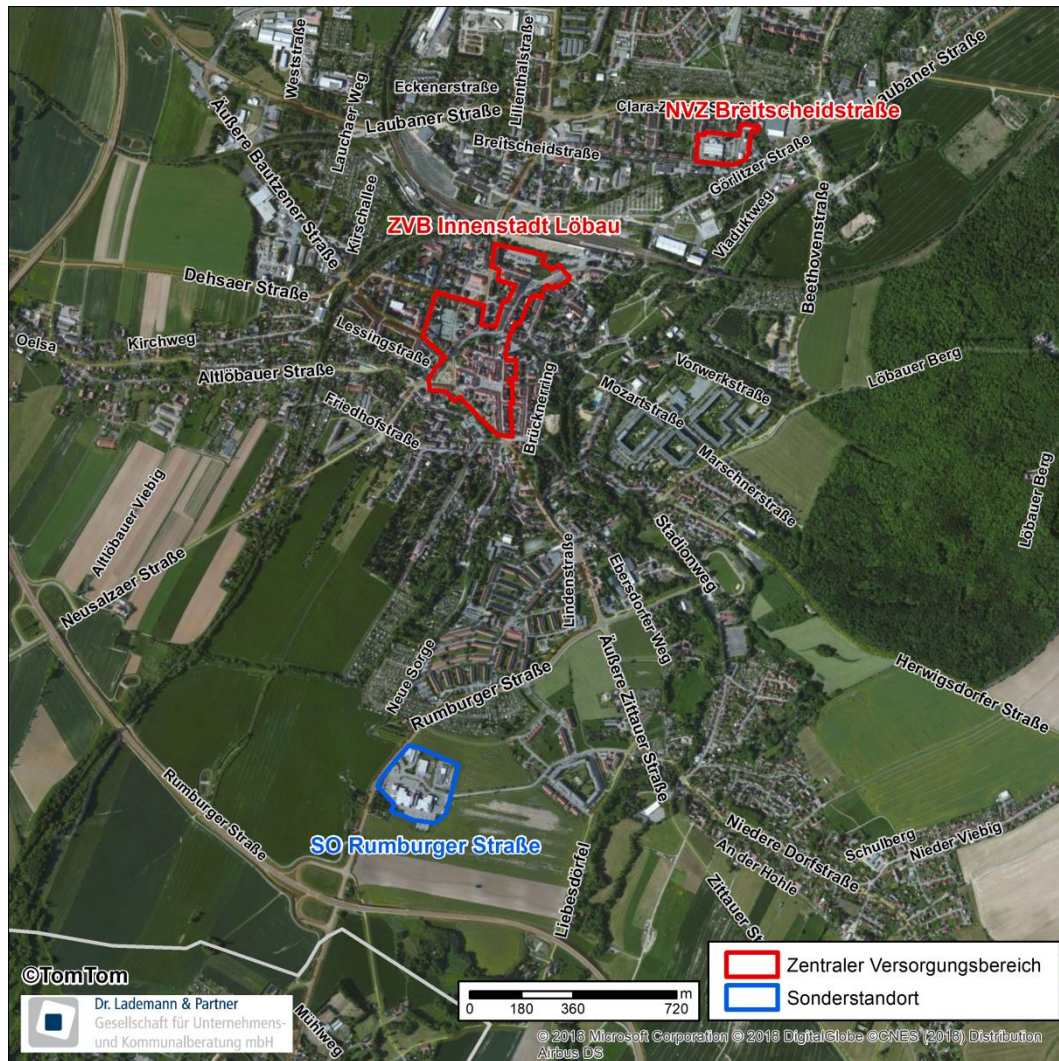 Weststraße
Lauchaer Weg
Eckenerstraße
Lilienthalstraße
Laubaner Straße
Breitscheidstraße
NVZ Breitscheidstraße
Görlitzer Straße
Viaduktweg
Beethovenstraße
Äußere Bautzener Straße
Kirschallee
ZVB Innenstadt Löbau
Dehsaer Straße
Oelsa
Kirchweg
Lessingstraße
Altlöbauer Straße
Friedhofstraße
Brücknerring
Mozartstraße
Vorwerkstraße
Löbauer Berg
Marschnerstraße
Löbauer Berg
Altlöbauer Viebig
Neusalzaer Straße
Stadionweg
Lindenstraße
Ebersdorfer Weg
Neue Sorge
Rumburger Straße
Äußere Zittauer Straße
Herwigsdorfer Straße
Rumburger Straße
SO Rumburger Straße
Liebesdörfel
Niedere Dorfstraße
An der Hohle
Schulberg
Nieder Viebig
Zittauer
Mühlweg
©TomTom
Dr. Lademann & Partner
Gesellschaft für Unternehmens-
und Kommunalberatung mbH
Zentraler Versorgungsbereich
Sonderstandort
m
0 180 360 720
© 2018 Microsoft Corporation © 2018 DigitalGlobe ©CNES (2018) Distribution
Airbus DS